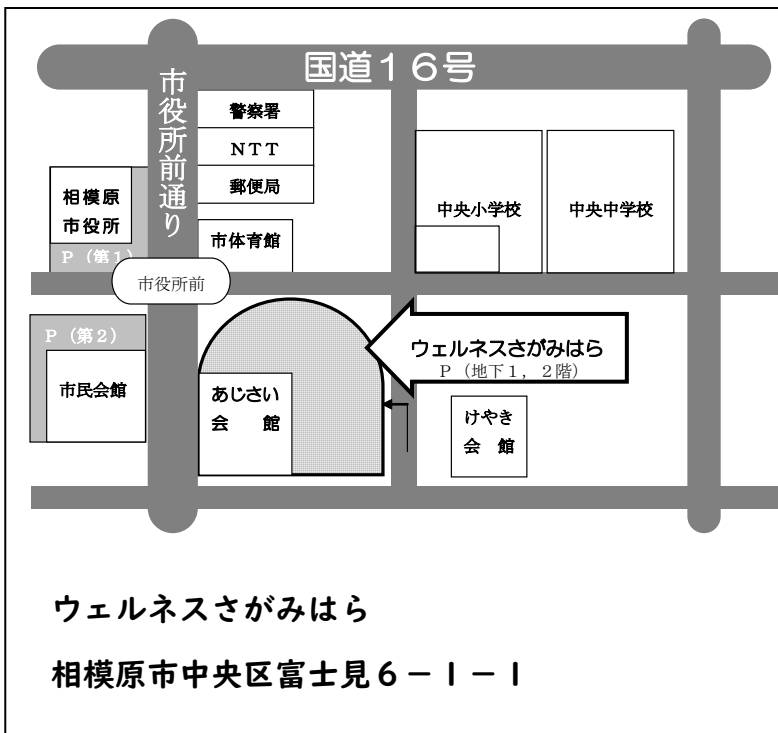 国道１６号
市役所前通り
警察署
ＮＴＴ
郵便局
相模原
市役所
Ｐ（第１）
市体育館
中央小学校
中央中学校
市役所前
Ｐ（第２）
市民会館
ウェルネスさがみはら
Ｐ（地下１，２階）
あじさい
会　館
けやき
会　館
ウェルネスさがみはら
相模原市中央区富士見６－１－１